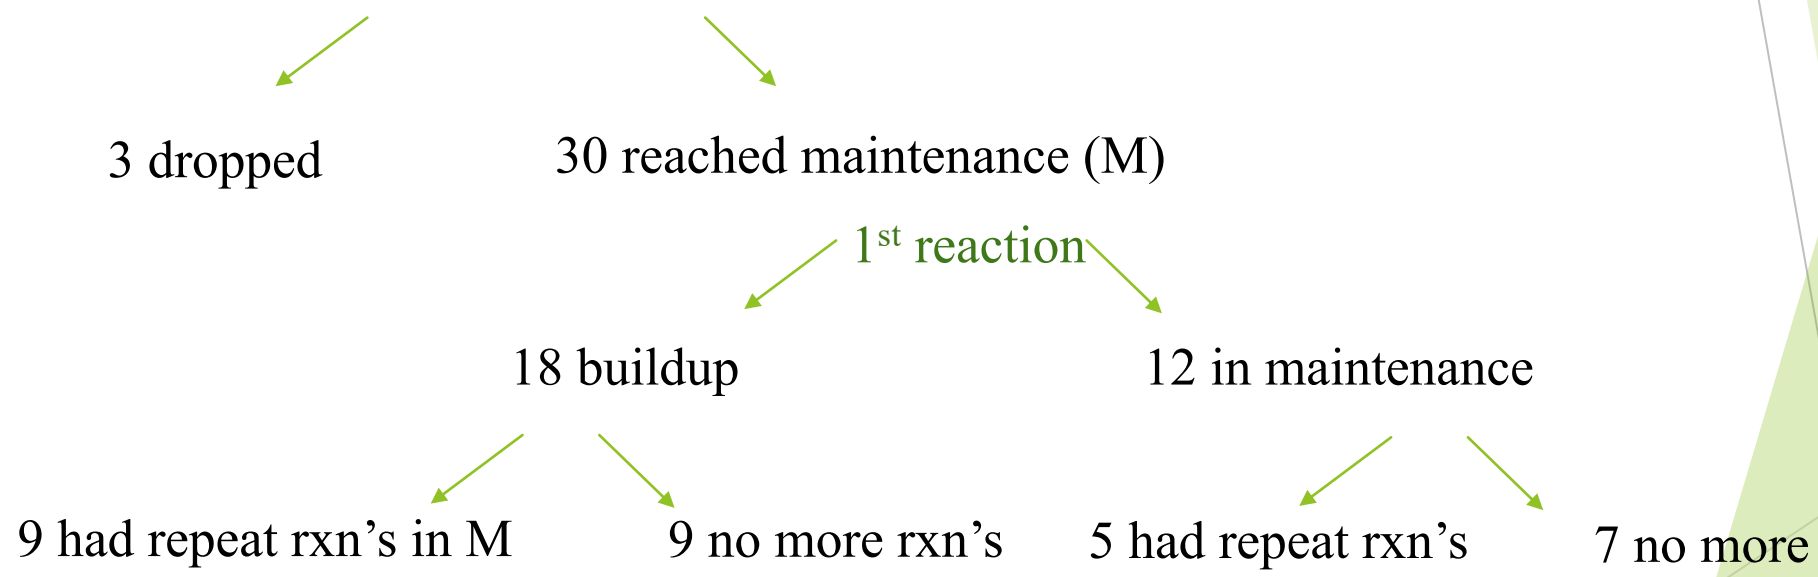 3 dropped
30 reached maintenance (M)
1st reaction
18 buildup
12 in maintenance
9 had repeat rxn’s in M
9 no more rxn’s
5 had repeat rxn’s
7 no more